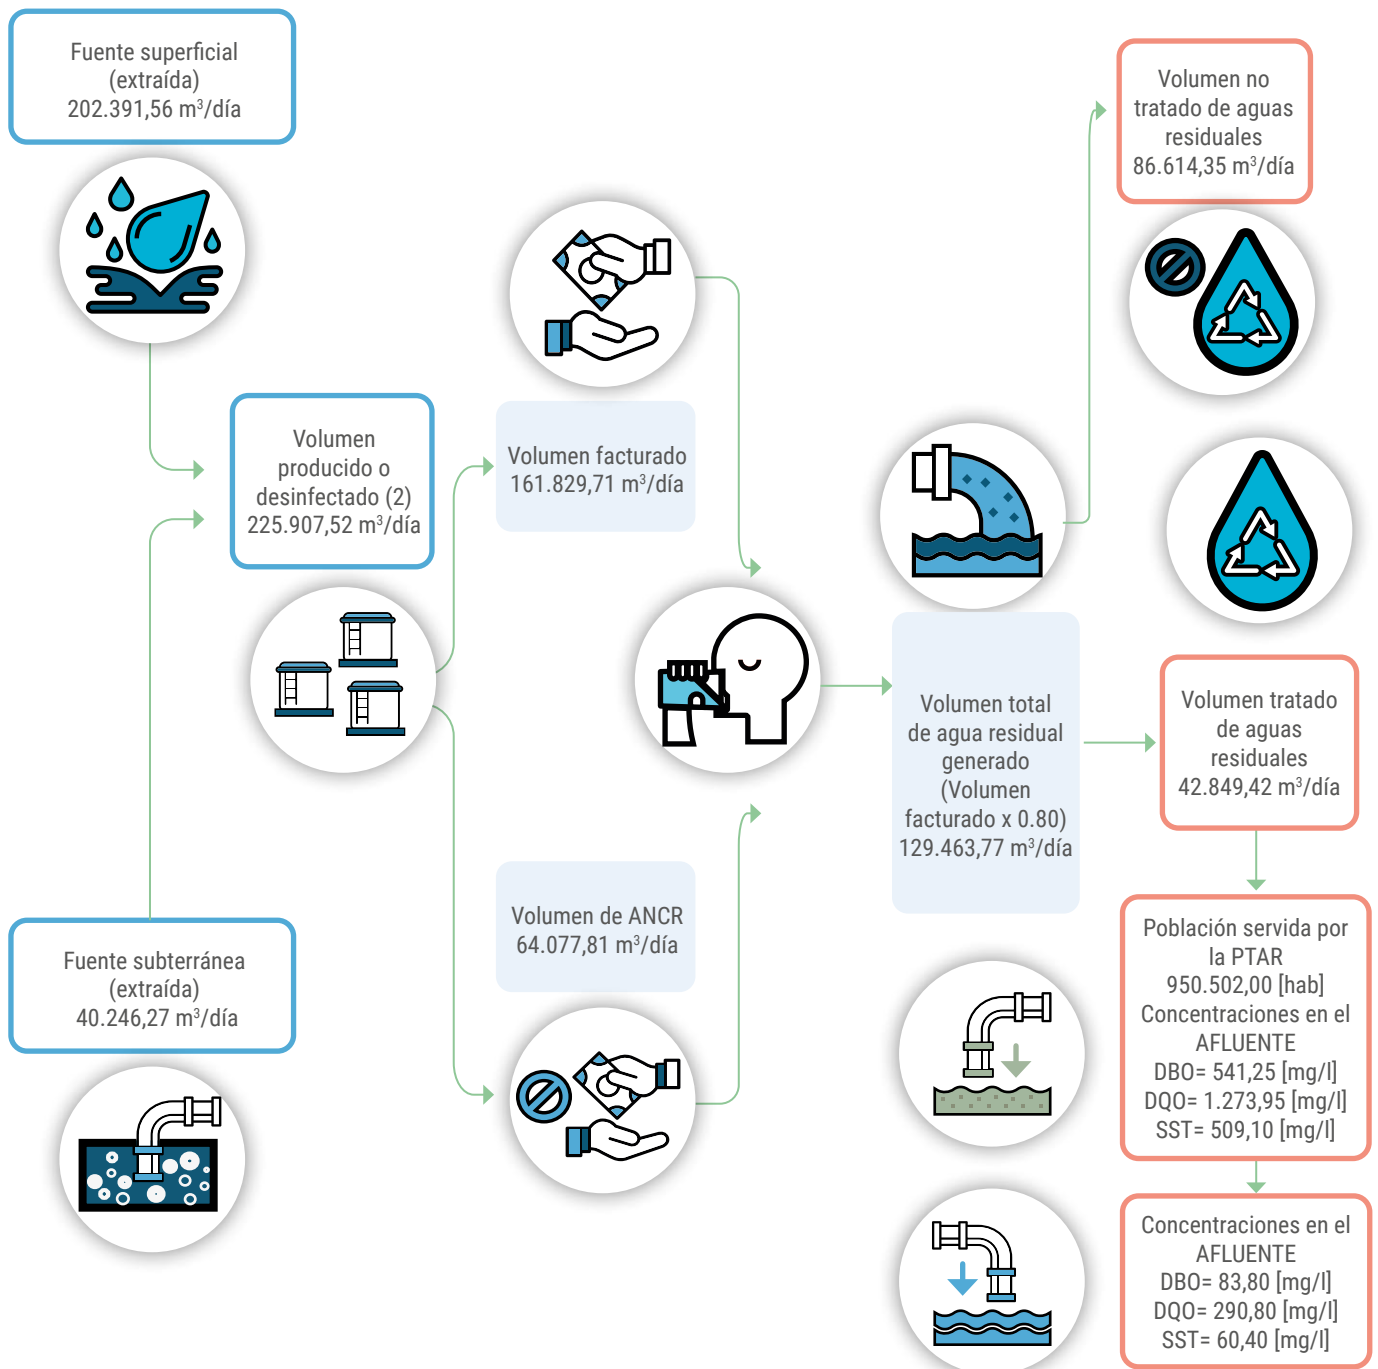 Fuente superficial
(extraída)
202.391,56 m³/día
Fuente subterránea
(extraída)
40.246,27 m³/día
Volumen
producido o
desinfectado (2)
225.907,52 m³/día
Volumen facturado
161.829,71 m³/día
Volumen de ANCR
64.077,81 m³/día
Volumen total
de agua residual
generado
(Volumen
facturado x 0.80)
129.463,77 m³/día
Volumen no
tratado de aguas
residuales
86.614,35 m³/día
Volumen tratado
de aguas
residuales
42.849,42 m³/día
Población servida por
la PTAR
950.502,00 [hab]
Concentraciones en el
AFLUENTE
DBO= 541,25 [mg/l]
DQO= 1.273,95 [mg/l]
SST= 509,10 [mg/l]
Concentraciones en el
AFLUENTE
DBO= 83,80 [mg/l]
DQO= 290,80 [mg/l]
SST= 60,40 [mg/l]